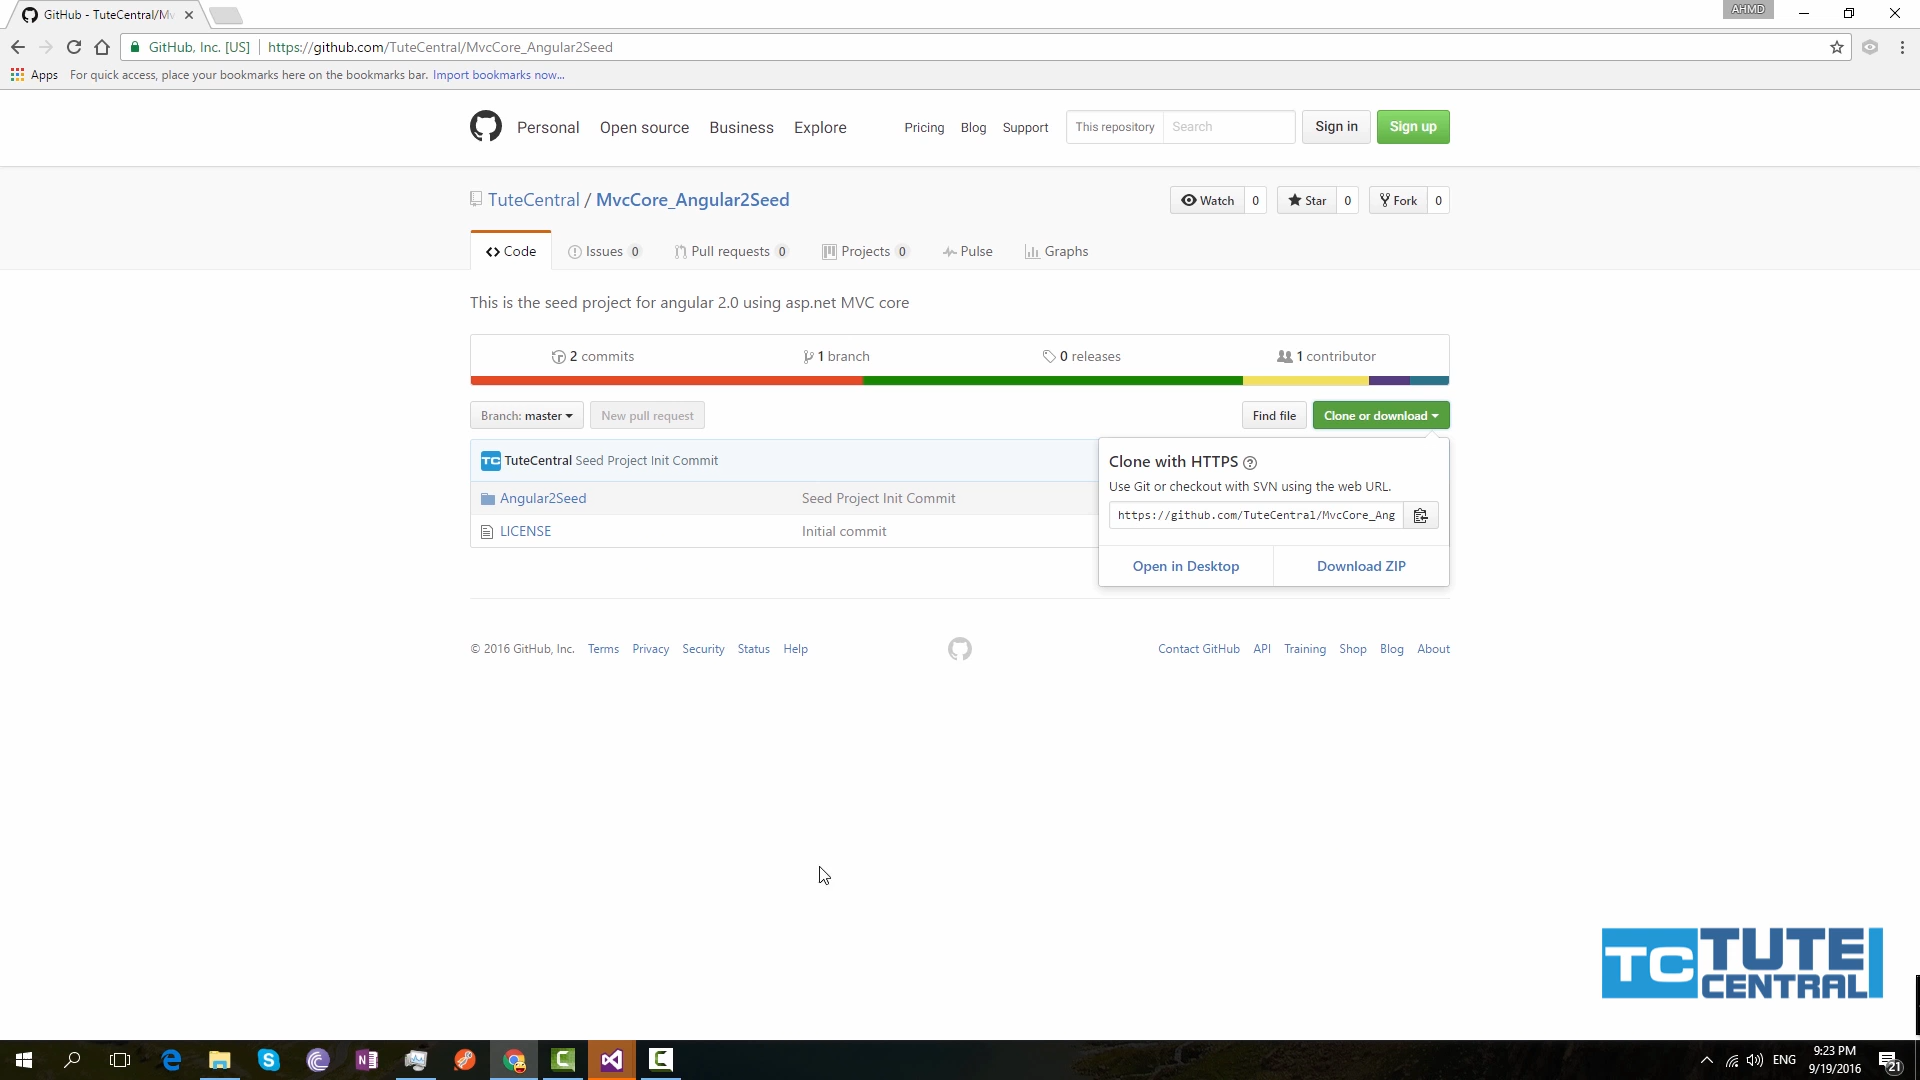 GitHub - TuteCentral/Mv
AHMD
GitHub, Inc. [US] https://github.com/TuteCentral/MvcCore_Angular2Seed
Apps For quick access, place your bookmarks here on the bookmarks bar. Import bookmarks now...
Personal Open source Business Explore Pricing Blog Support This repository Search Sign in Sign up
TuteCentral / MvcCore_Angular2Seed Watch 0 Star 0 Fork 0
Code Issues 0 Pull requests 0 Projects 0 Pulse Graphs
This is the seed project for angular 2.0 using asp.net MVC core
2 commits 1 branch 0 releases 1 contributor
Branch: master New pull request Find file Clone or download
TC TuteCentral Seed Project Init Commit
Angular2Seed Seed Project Init Commit
LICENSE Initial commit
Clone with HTTPS
Use Git or checkout with SVN using the web URL.
https://github.com/TuteCentral/MvcCore_Ang
Open in Desktop Download ZIP
© 2016 GitHub, Inc. Terms Privacy Security Status Help Contact GitHub API Training Shop Blog About
TC TUTE
CENTRAL
ENG
9:23 PM
9/19/2016
21